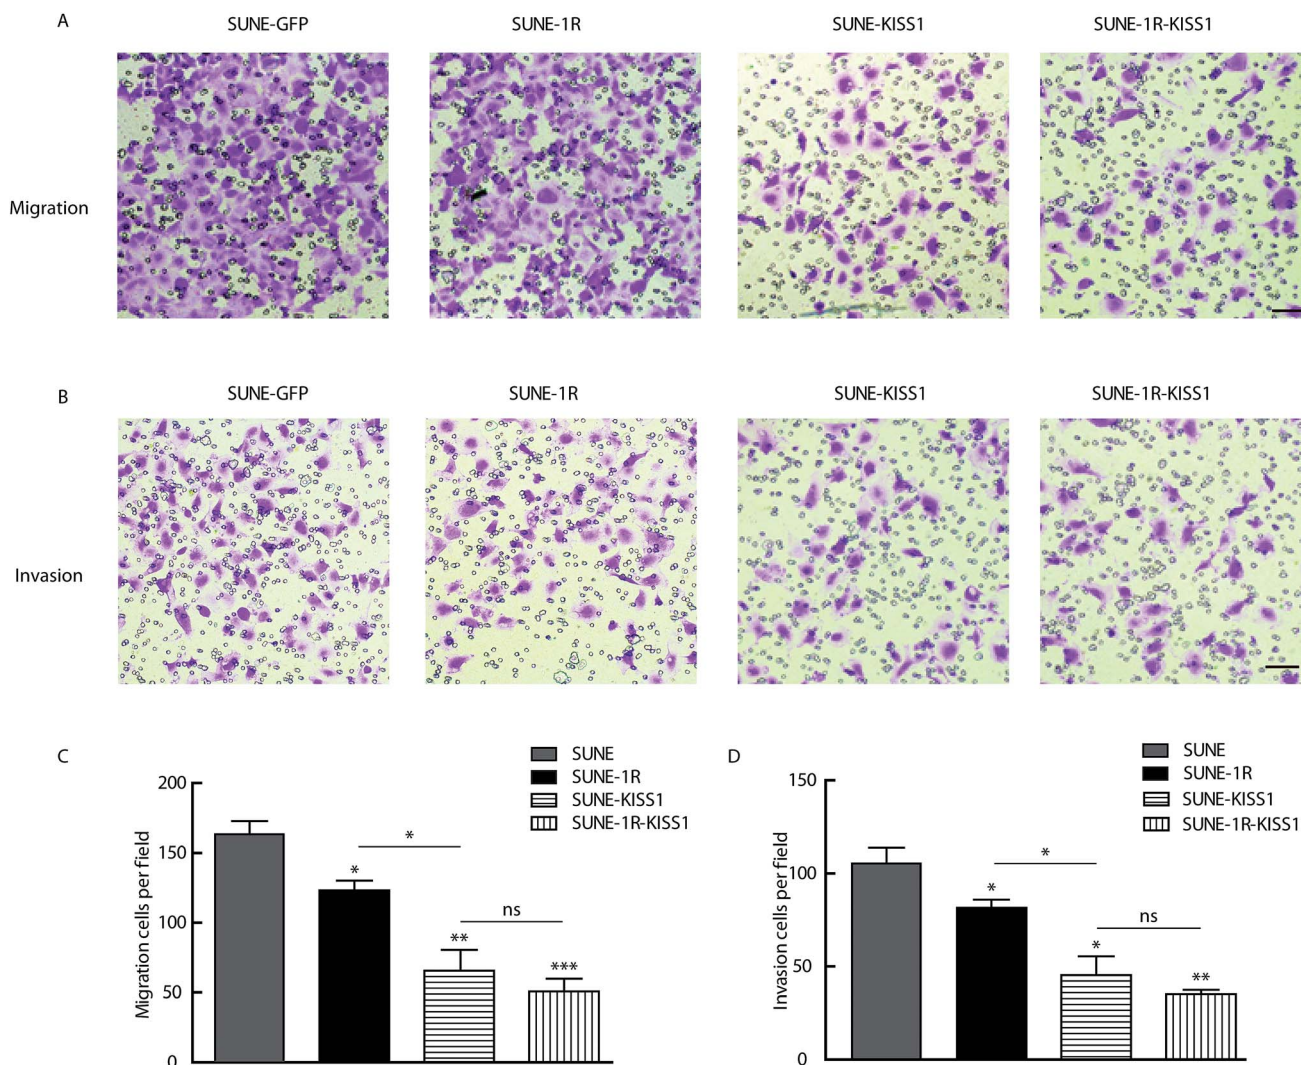 A
SUNE-GFP
SUNE-1R
SUNE-KISS1
SUNE-1R-KISS1
Migration
B
SUNE-GFP
SUNE-1R
SUNE-KISS1
SUNE-1R-KISS1
Invasion
C
SUNE
SUNE-1R
SUNE-KISS1
SUNE-1R-KISS1
Migration cells per field
200
150
100
50
0
*
*
**
ns
***
D
SUNE
SUNE-1R
SUNE-KISS1
SUNE-1R-KISS1
Invasion cells per field
150
100
50
0
*
*
*
ns
**